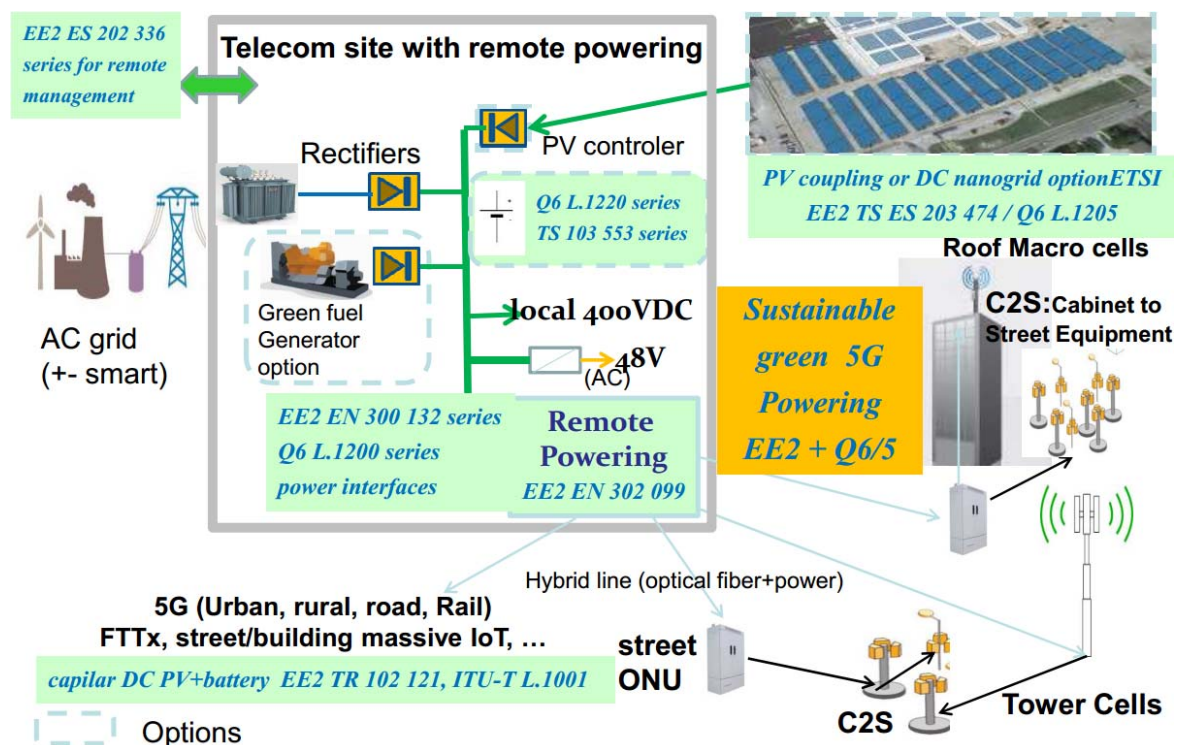 EE2 ES 202 336
series for remote
management
Telecom site with remote powering
Rectifiers
PV controler
Q6 L.1220 series
TS 103 553 series
PV coupling or DC nanogrid optionETSI
EE2 TS ES 203 474 / Q6 L.1205
Roof Macro cells
C2S:Cabinet to
Street Equipment
AC grid
(+- smart)
Green fuel
Generator
option
local 400VDC
48V
(AC)
Sustainable
green 5G
Powering
EE2 + Q6/5
EE2 EN 300 132 series
Q6 L.1200 series
power interfaces
Remote
Powering
EE2 EN 302 099
Hybrid line (optical fiber+power)
5G (Urban, rural, road, Rail)
FTTx, street/building massive IoT, ...
capilar DC PV+battery EE2 TR 102 121, ITU-T L.1001
street
ONU
C2S
Tower Cells
Options